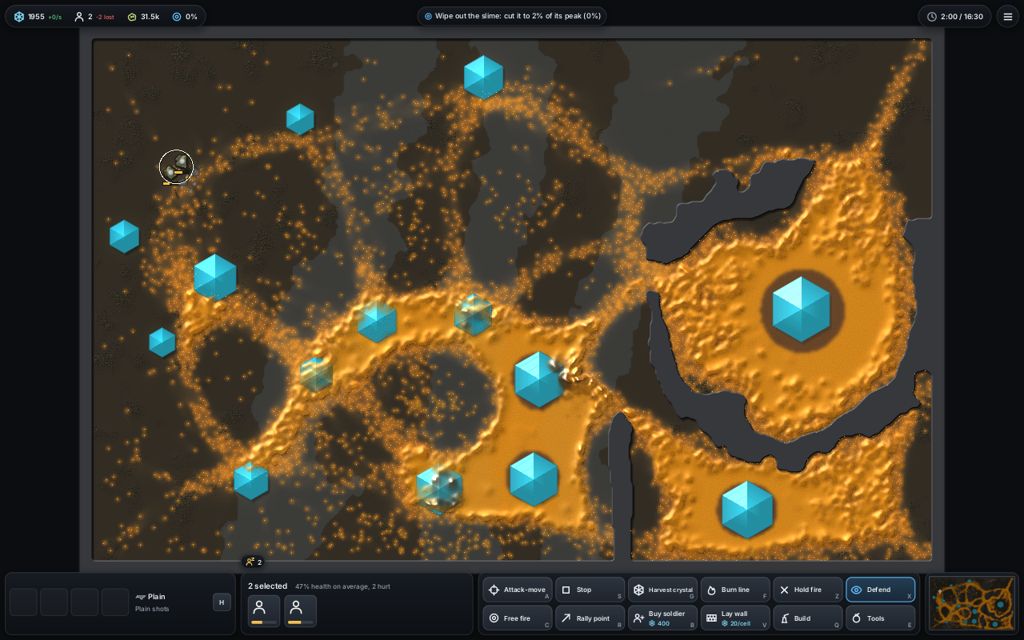 1955 +0/s 2 -2 lost 31.5k 0%
Wipe out the slime: cut it to 2% of its peak (0%)
2:00 / 16:30
2
Plain
Plain shots
H
2 selected 47% health on average, 2 hurt
Attack-move A
Stop S
Harvest crystal G
Burn line F
Hold fire Z
Defend X
Free fire C
Rally point R
Buy soldier 400 B
Lay wall 20/cell V
Build Q
Tools E